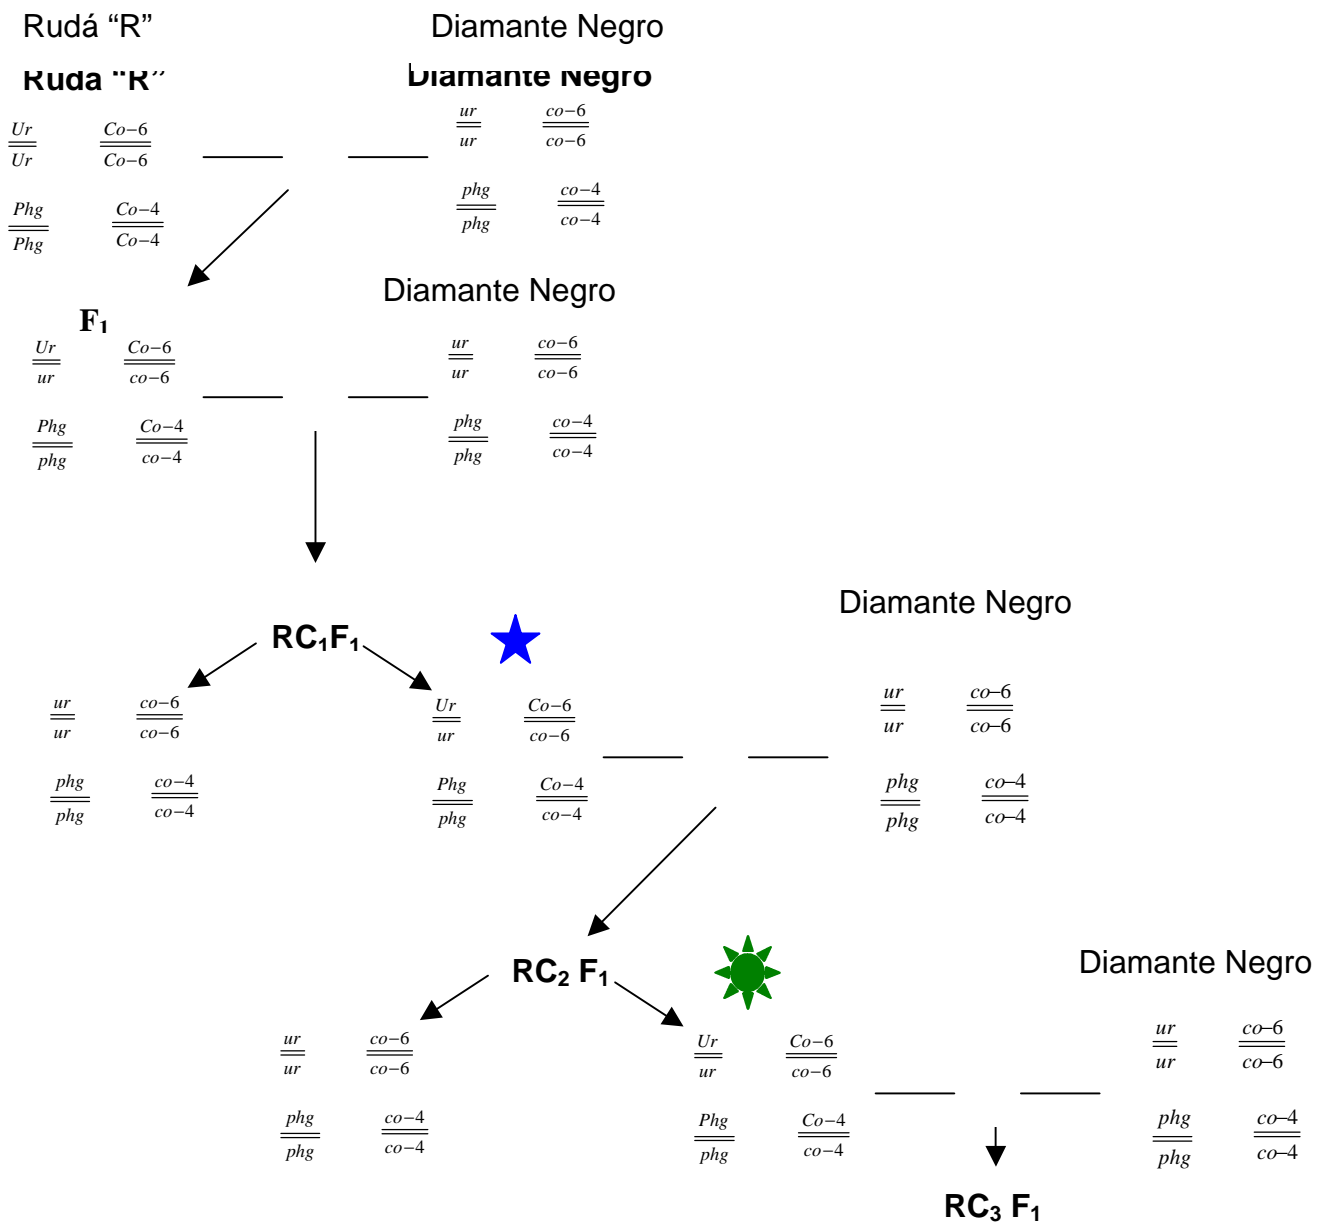 Rudá “R” Diamante Negro
Ruda “R” Diamante Negro
Ur Co−6 ur co−6
Ur Co−6 ur co−6
Phg Co−4 phg co−4
Phg Co−4 phg co−4
Diamante Negro
F₁
Ur Co−6 ur co−6
ur co−6 ur co−6
Phg Co−4 phg co−4
phg co−4 phg co−4
Diamante Negro
RC₁F₁
ur co−6 Ur Co−6 ur co−6
ur co−6 ur co−6 ur co−6
phg co−4 Phg Co−4 phg co−4
phg co−4 phg co−4 phg co−4
Diamante Negro
RC₂ F₁
ur co−6 Ur Co−6 ur co−6
ur co−6 ur co−6 ur co−6
phg co−4 Phg Co−4 phg co−4
phg co−4 phg co−4 phg co−4
RC₃ F₁